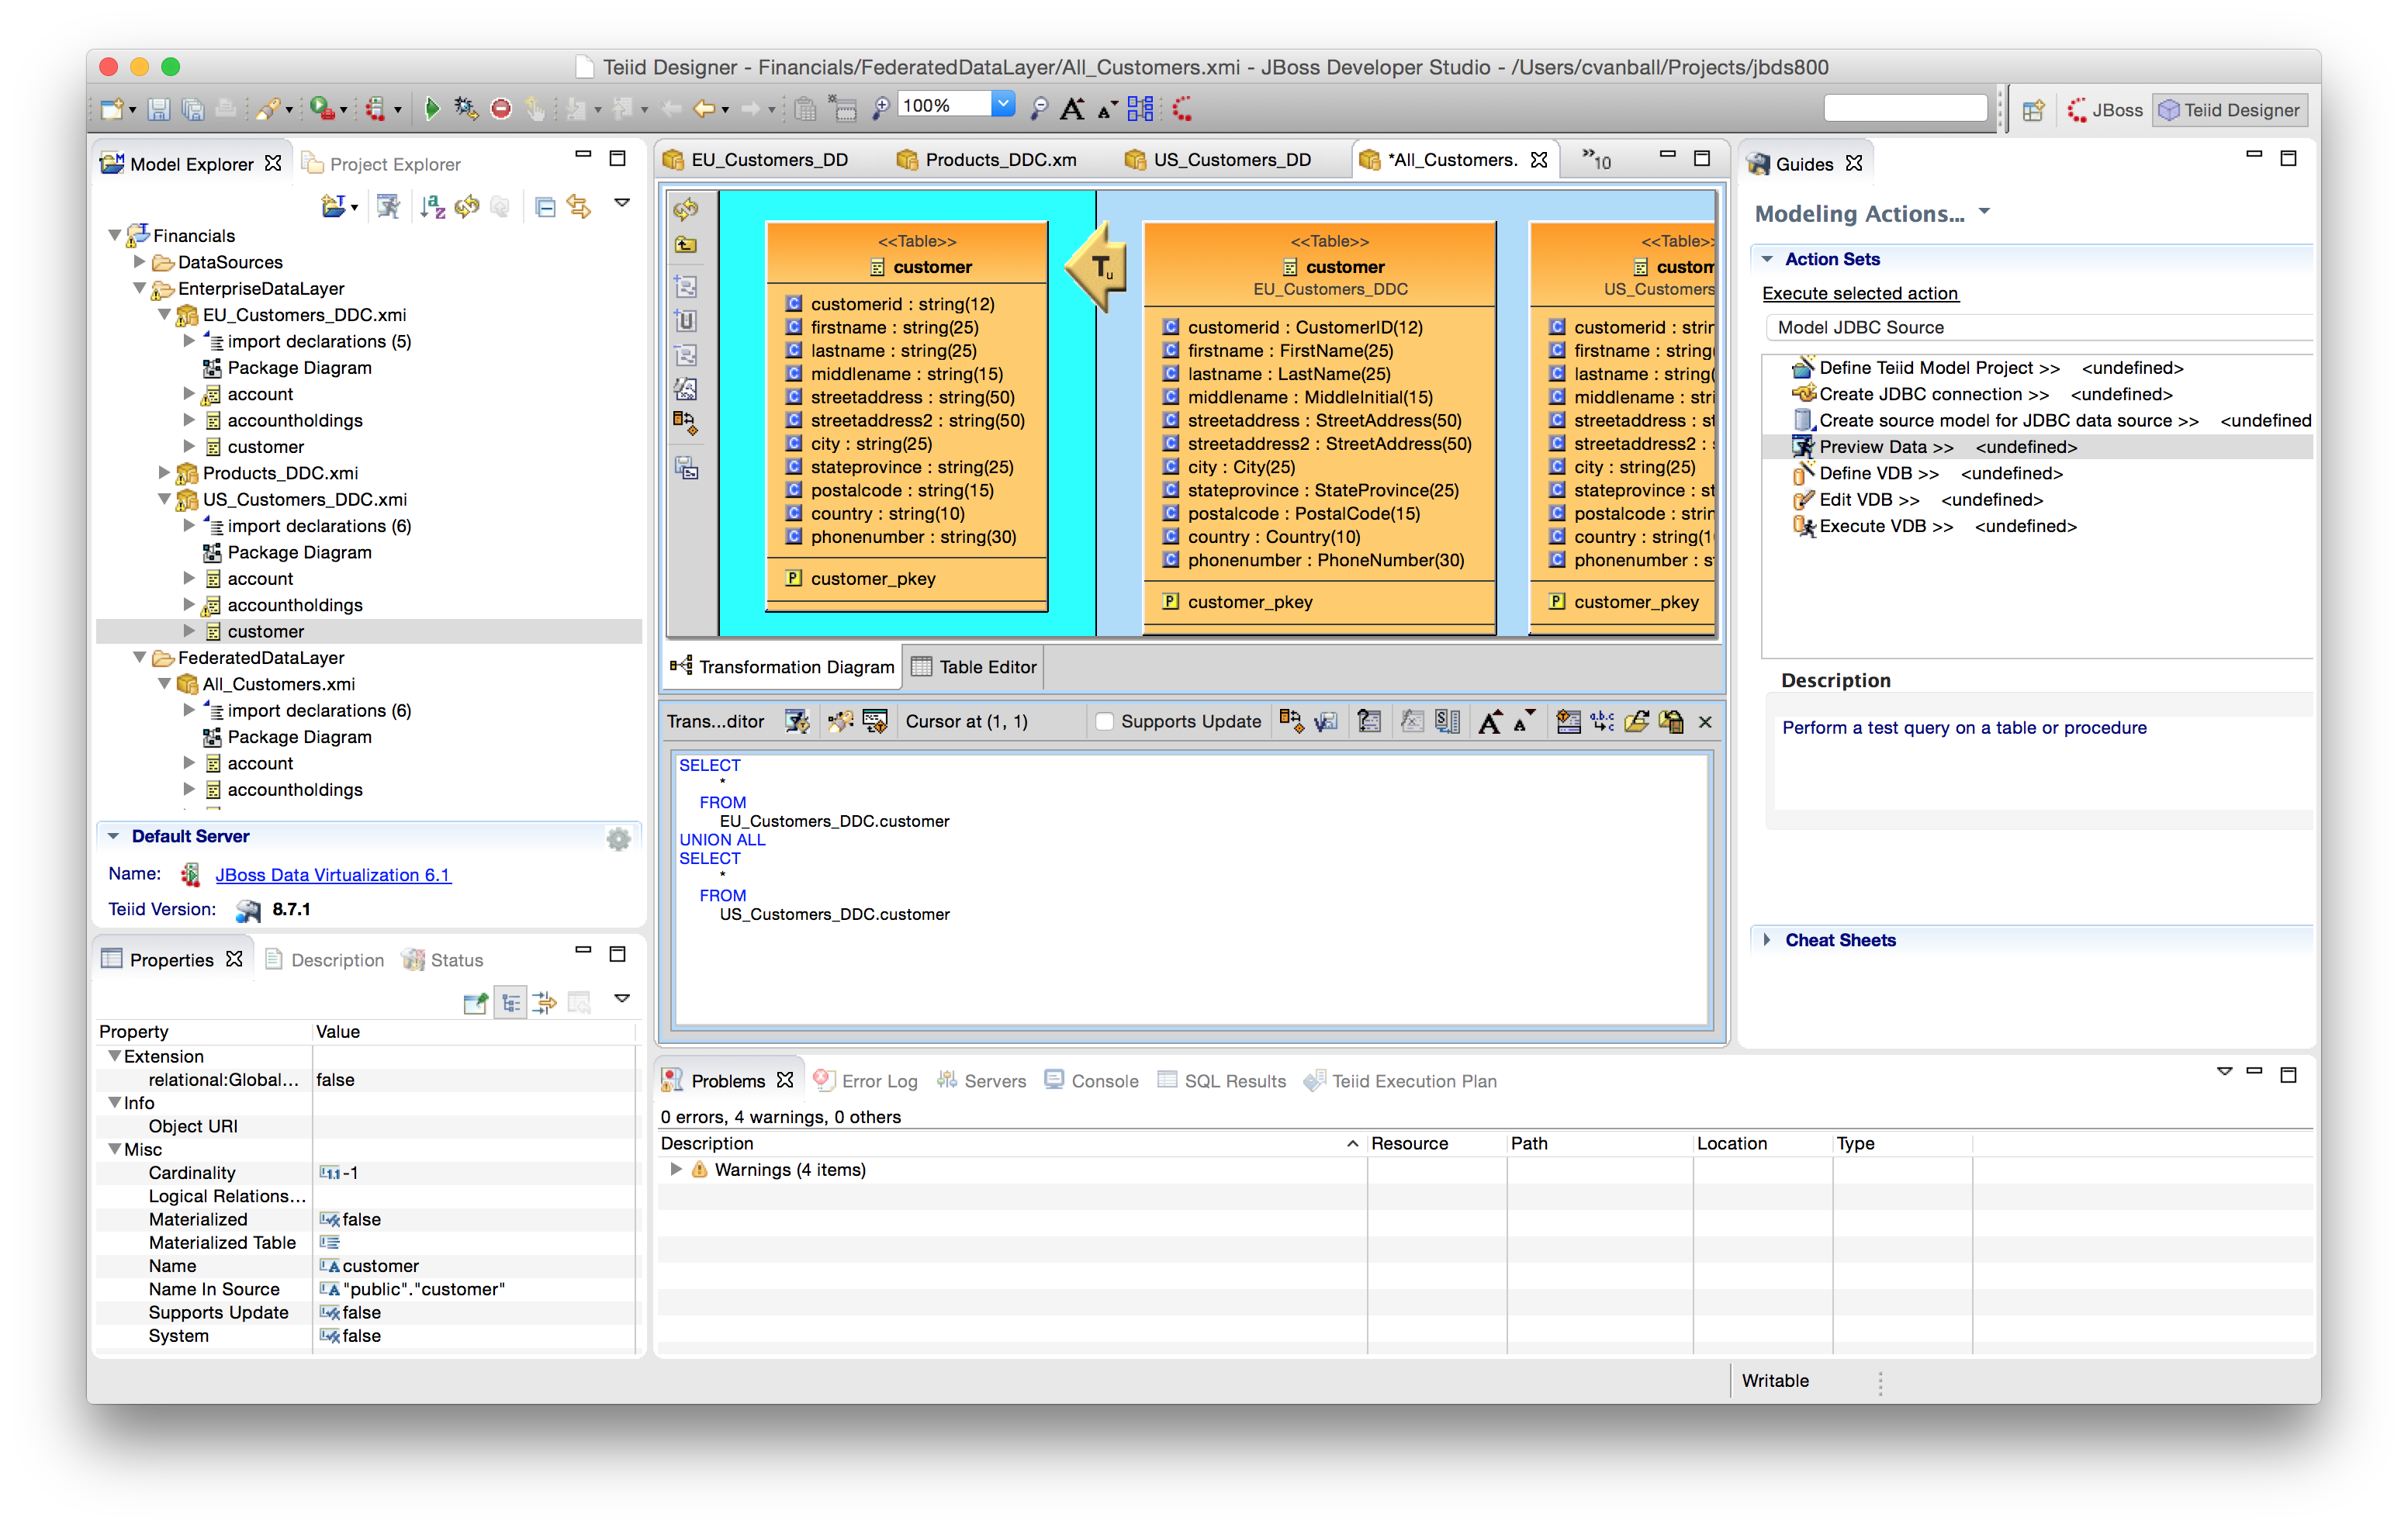 Teiid Designer - Financials/FederatedDataLayer/All_Customers.xmi - JBoss Developer Studio - /Users/cvanball/Projects/jbds800
100%
JBoss
Teiid Designer
Model Explorer
Project Explorer
Financials
DataSources
EnterpriseDataLayer
EU_Customers_DDC.xmi
import declarations (5)
Package Diagram
account
accountholdings
customer
Products_DDC.xmi
US_Customers_DDC.xmi
import declarations (6)
Package Diagram
account
accountholdings
customer
FederatedDataLayer
All_Customers.xmi
import declarations (6)
Package Diagram
account
accountholdings
Default Server
Name: JBoss Data Virtualization 6.1
Teiid Version: 8.7.1
Properties
Description
Status
Property Value
Extension
relational:Global... false
Info
Object URI
Misc
Cardinality -1
Logical Relations...
Materialized false
Materialized Table
Name customer
Name In Source "public"."customer"
Supports Update false
System false
EU_Customers_DD
Products_DDC.xm
US_Customers_DD
*All_Customers.
»10
<<Table>>
customer
customerid : string(12)
firstname : string(25)
lastname : string(25)
middlename : string(15)
streetaddress : string(50)
streetaddress2 : string(50)
city : string(25)
stateprovince : string(25)
postalcode : string(15)
country : string(10)
phonenumber : string(30)
customer_pkey
Tu
<<Table>>
customer
EU_Customers_DDC
customerid : CustomerID(12)
firstname : FirstName(25)
lastname : LastName(25)
middlename : MiddleInitial(15)
streetaddress : StreetAddress(50)
streetaddress2 : StreetAddress(50)
city : City(25)
stateprovince : StateProvince(25)
postalcode : PostalCode(15)
country : Country(10)
phonenumber : PhoneNumber(30)
customer_pkey
<<Table>>
custom
US_Customers
customerid : strin
firstname : string(
lastname : string(
middlename : stri
streetaddress : st
streetaddress2 : s
city : string(25)
stateprovince : st
postalcode : strin
country : string(1
phonenumber : s
customer_pkey
Transformation Diagram
Table Editor
Trans...ditor
Cursor at (1, 1)
Supports Update
SELECT
*
FROM
EU_Customers_DDC.customer
UNION ALL
SELECT
*
FROM
US_Customers_DDC.customer
Guides
Modeling Actions...
Action Sets
Execute selected action
Model JDBC Source
Define Teiid Model Project >> <undefined>
Create JDBC connection >> <undefined>
Create source model for JDBC data source >> <undefined
Preview Data >> <undefined>
Define VDB >> <undefined>
Edit VDB >> <undefined>
Execute VDB >> <undefined>
Description
Perform a test query on a table or procedure
Cheat Sheets
Problems
Error Log
Servers
Console
SQL Results
Teiid Execution Plan
0 errors, 4 warnings, 0 others
Description Resource Path Location Type
Warnings (4 items)
Writable